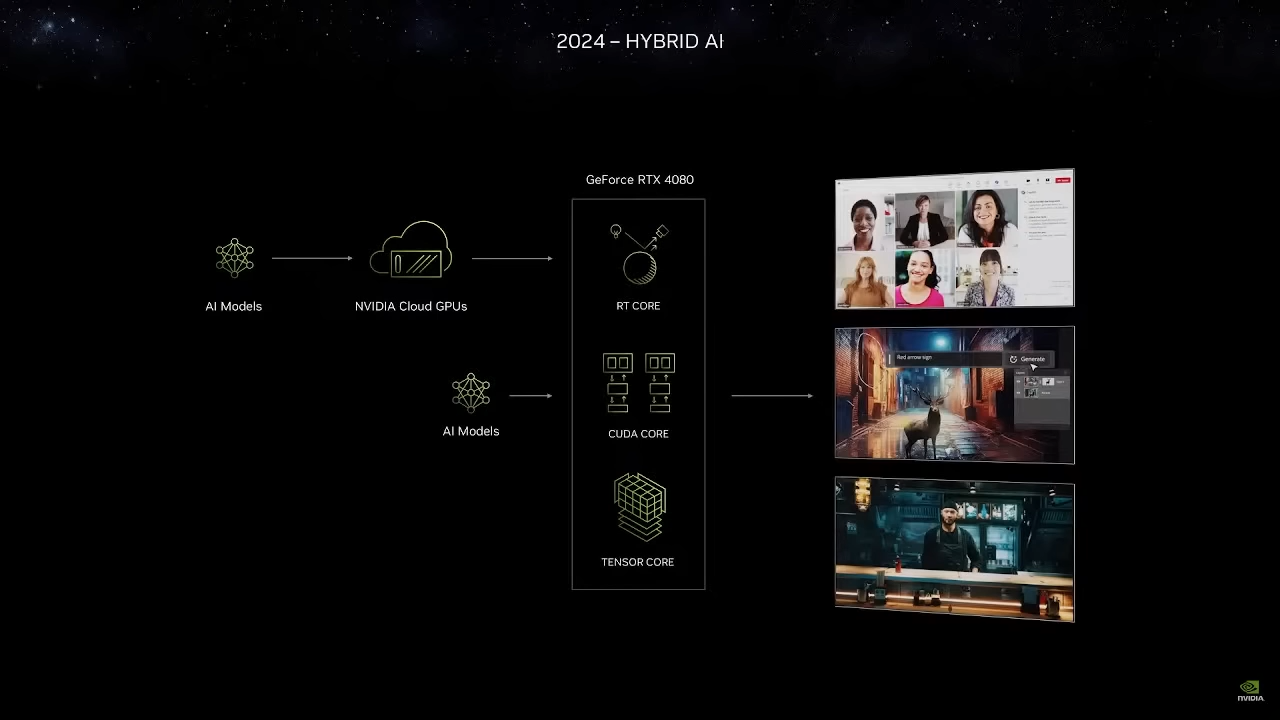 2024 – HYBRID AI
GeForce RTX 4080
AI Models
NVIDIA Cloud GPUs
RT CORE
AI Models
CUDA CORE
TENSOR CORE
Red arrow sign
Generate
NVIDIA.